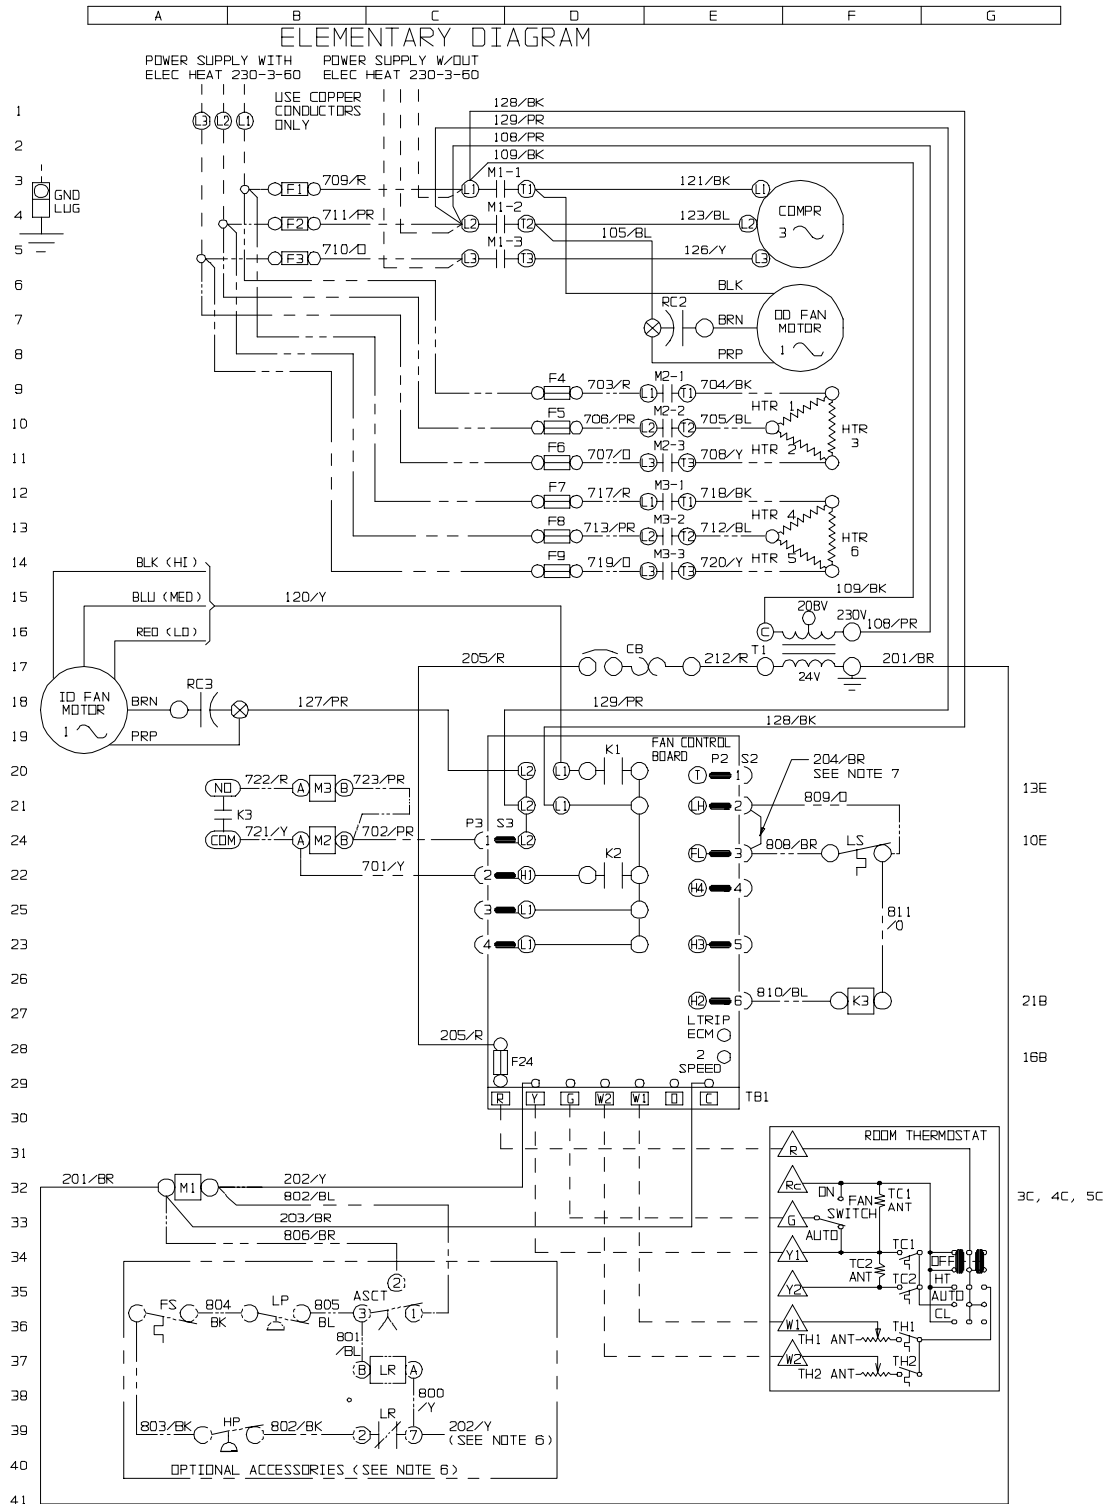 A B C D E F G
ELEMENTARY DIAGRAM
POWER SUPPLY WITH
ELEC HEAT 230-3-60
POWER SUPPLY W/OUT
ELEC HEAT 230-3-60
USE COPPER
CONDUCTORS
ONLY
1
128/BK
L3 L2 L1
129/PR
2
108/PR
109/BK
3
GND
LUG
F1 709/R L1 M1-1 T1 121/BK L1
4
F2 711/PR L2 M1-2 T2 123/BL L2
COMPR
3
105/BL
5
F3 710/O L3 M1-3 T3 126/Y L3
6
BLK
7
RC2
BRN
OD FAN
MOTOR
1
8
PRP
9
F4 703/R L1 M2-1 T1 704/BK
HTR 1
10
F5 706/PR L2 M2-2 T2 705/BL
HTR
3
HTR 2
11
F6 707/O L3 M2-3 T3 708/Y
12
F7 717/R L1 M3-1 T1 718/BK
HTR 4
13
F8 713/PR L2 M3-2 T2 712/BL
HTR
6
HTR 5
14
F9 719/O L3 M3-3 T3 720/Y
BLK (HI)
15
BLU (MED) 120/Y
109/BK
16
RED (LO)
C 208V 230V 108/PR
17
205/R CB 212/R T1 24V 201/BR
18
ID FAN
MOTOR
1
BRN RC3 127/PR 129/PR
19
PRP
128/BK
FAN CONTROL
BOARD
20
L2 L1 K1 T P2 S2 1
204/BR
SEE NOTE 7
21
NO 722/R A M3 B 723/PR
L2 L1 LH 2 809/O
13E
K3
24
COM 721/Y A M2 B 702/PR P3 S3 1 L2
FL 3 808/BR LS
10E
22
701/Y 2 H1 K2 H4 4
25
3 L1
811
/O
23
4 L1 H3 5
26
H2 6 810/BL K3
21B
27
LTRIP
ECM
28
205/R F24
2
SPEED
16B
29
R Y G W2 W1 O C TB1
30
31
ROOM THERMOSTAT
R
32
201/BR M1 202/Y
802/BL
Rc
ON
FAN
SWITCH
AUTO
TC1
ANT
3C, 4C, 5C
33
203/BR
G
806/BR
34
Y1 TC1
OFF
TC2
ANT
35
2
Y2 TC2
HT
AUTO
CL
FS 804
BK
LP 805
BL
3 ASCT 1
36
W1
TH1 ANT TH1
801
/BL
37
B LR A
W2
TH2 ANT TH2
38
800
/Y
39
803/BK HP 802/BK 2 LR 7 202/Y
(SEE NOTE 6)
40
OPTIONAL ACCESSORIES (SEE NOTE 6)
41